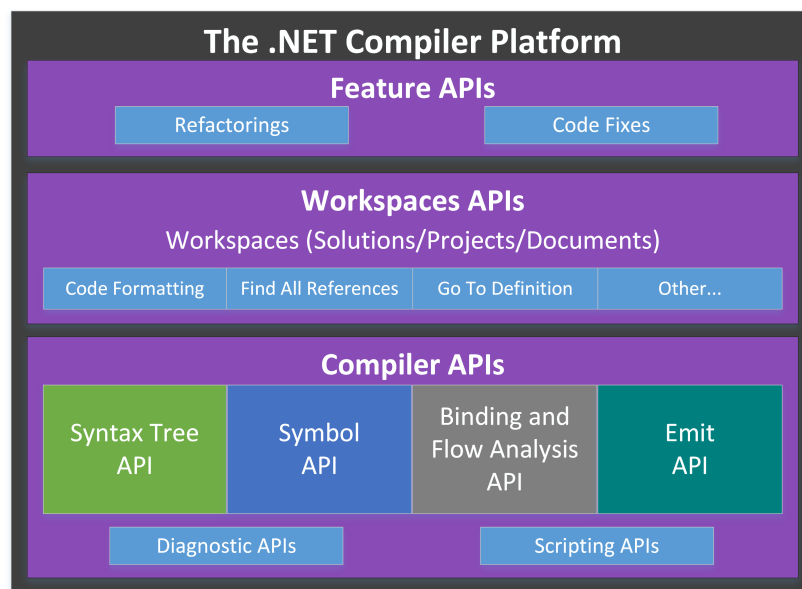 The .NET Compiler Platform
Feature APIs
Refactorings
Code Fixes
Workspaces APIs
Workspaces (Solutions/Projects/Documents)
Code Formatting
Find All References
Go To Definition
Other...
Compiler APIs
Syntax Tree
API
Symbol
API
Binding and
Flow Analysis
API
Emit
API
Diagnostic APIs
Scripting APIs